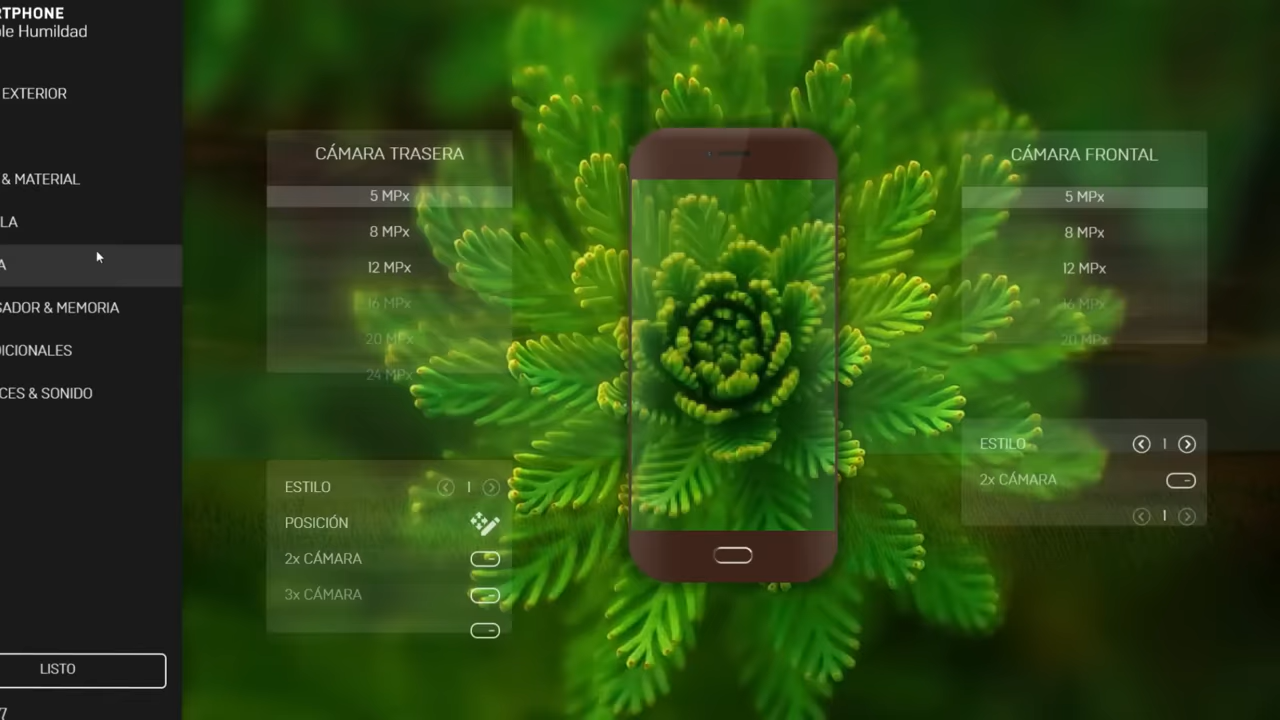 RTPHONE
le Humildad
EXTERIOR
& MATERIAL
LA
A
SADOR & MEMORIA
DICIONALES
CES & SONIDO
LISTO
CÁMARA TRASERA
5 MPx
8 MPx
12 MPx
16 MPx
20 MPx
24 MPx
ESTILO 1
POSICIÓN
2x CÁMARA
3x CÁMARA
CÁMARA FRONTAL
5 MPx
8 MPx
12 MPx
16 MPx
20 MPx
ESTILO 1
2x CÁMARA
1